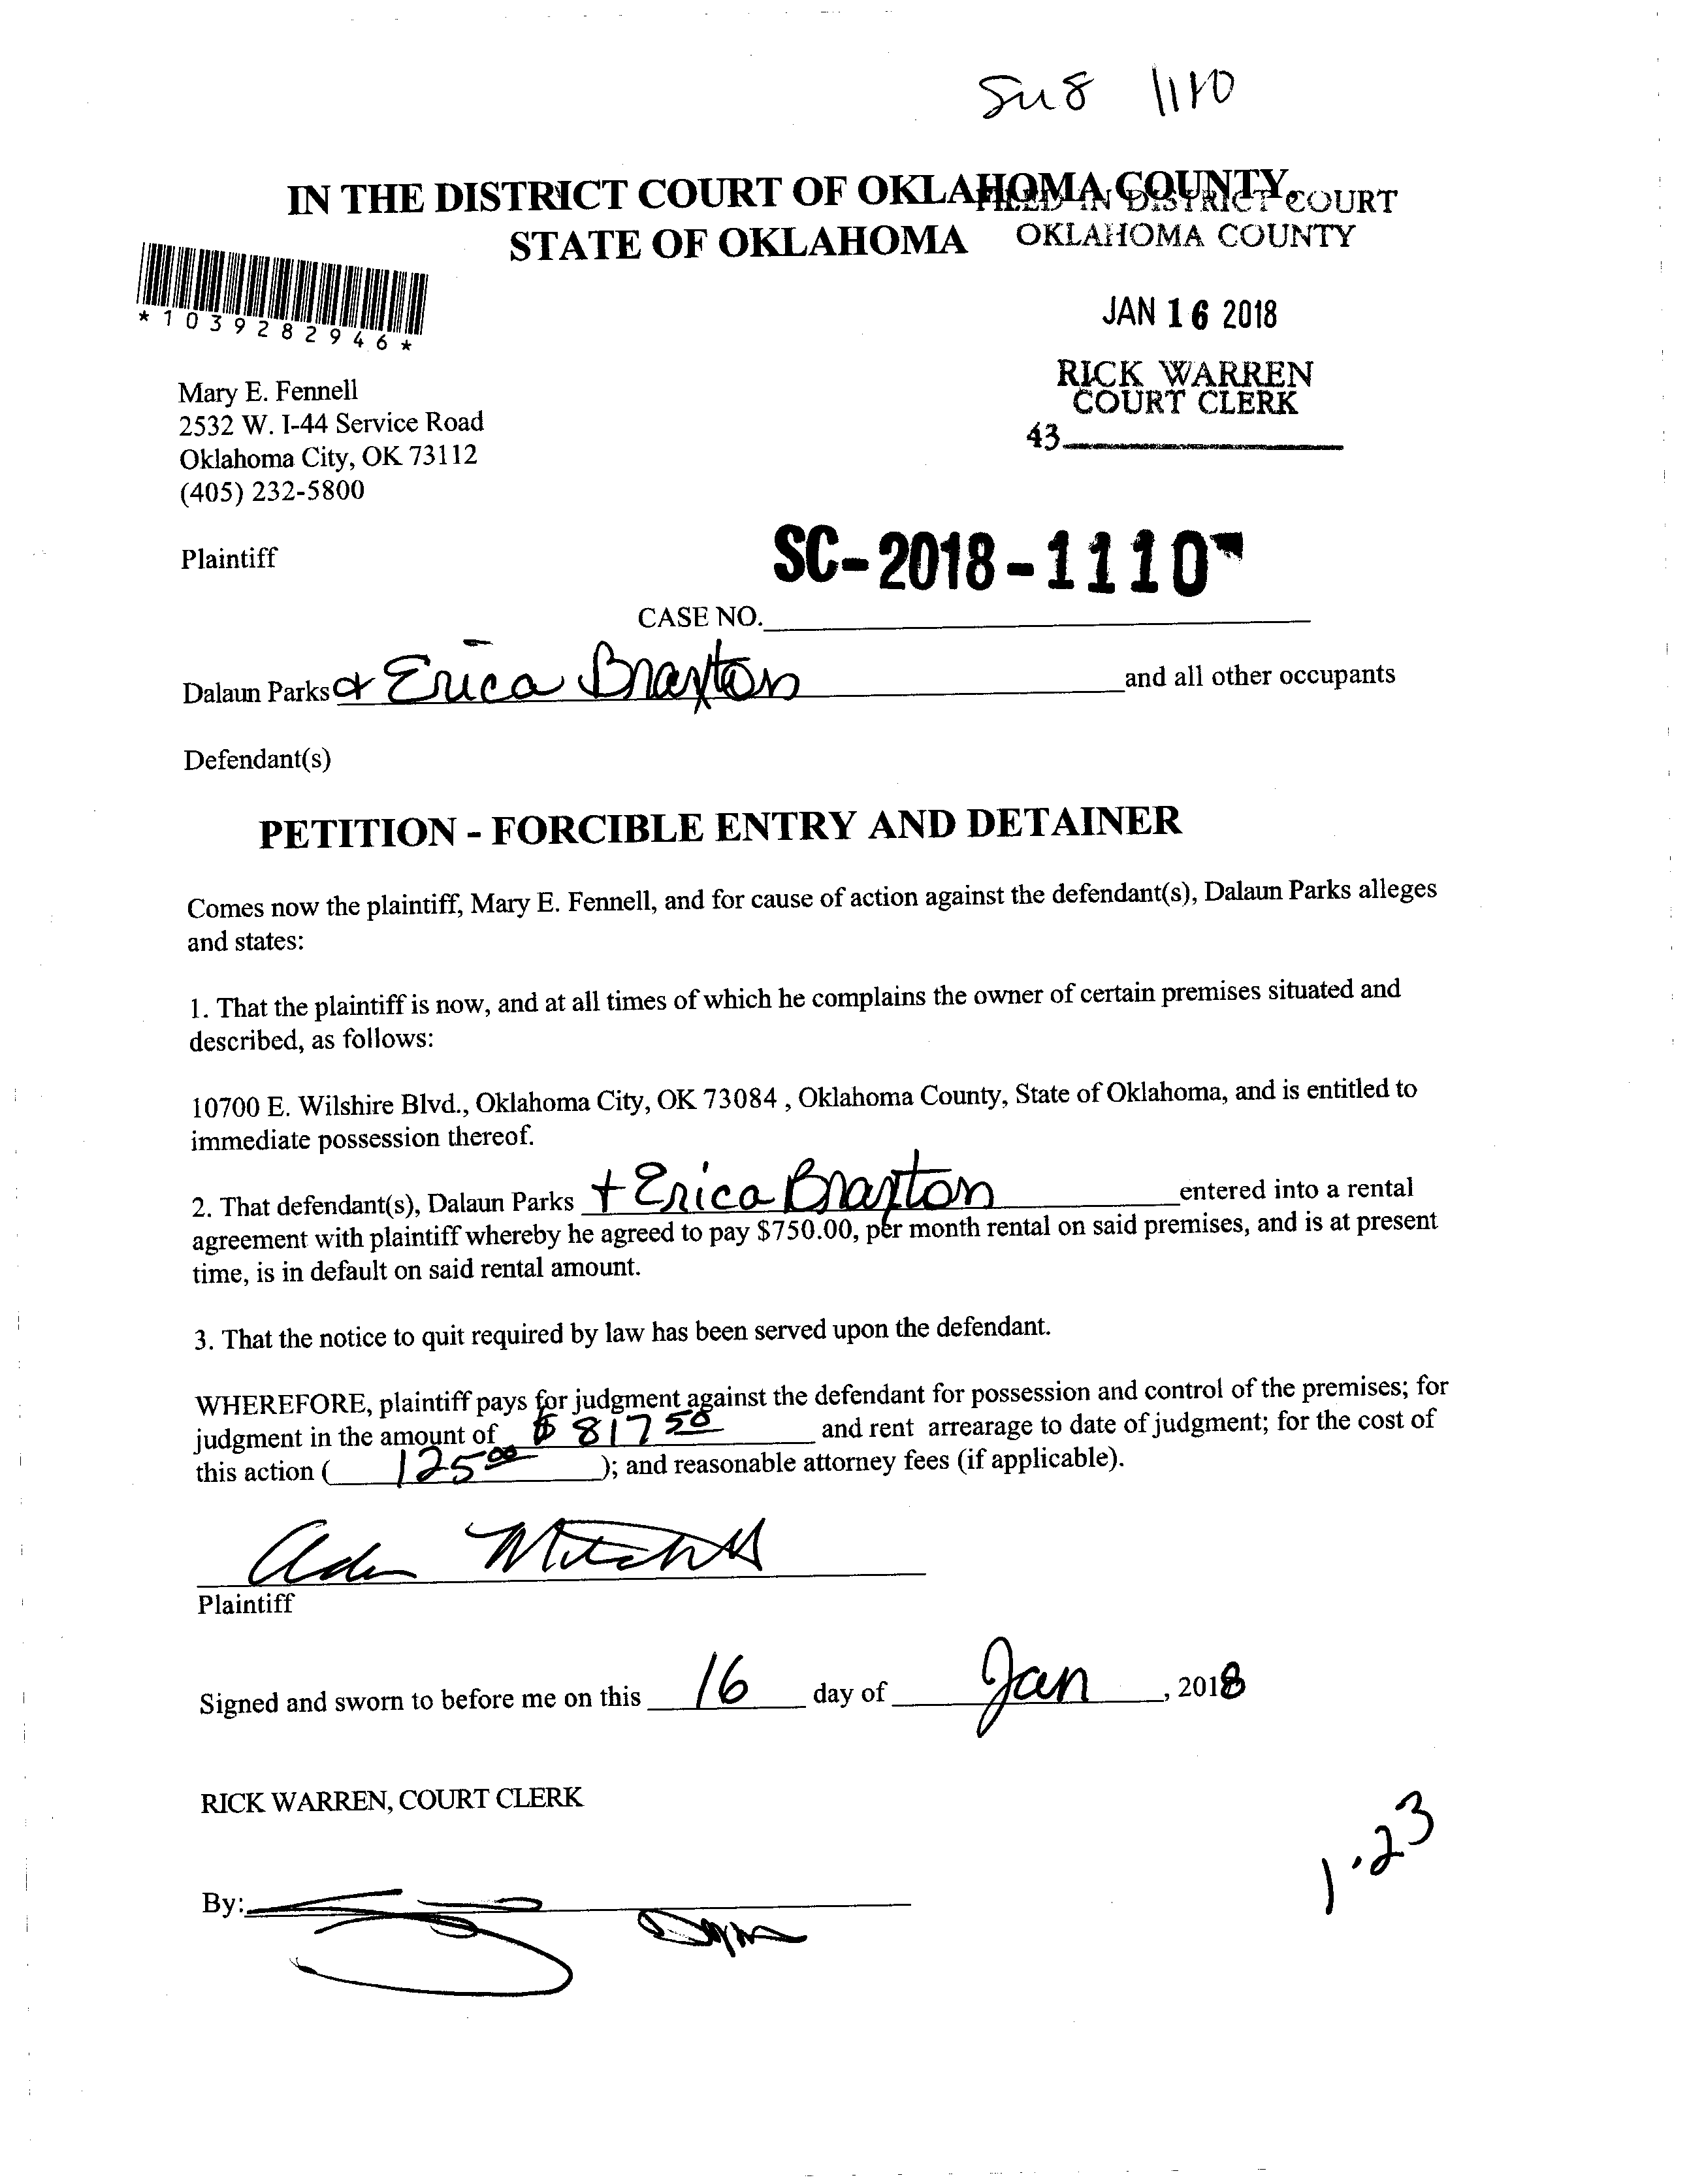 1110
IN THE DISTRICT COURT OF OKLAHOMA COUNTY,
STATE OF OKLAHOMA
FILED IN DISTRICT COURT
OKLAHOMA COUNTY
*1039282946*
JAN 16 2018
RICK WARREN
COURT CLERK
43
Mary E. Fennell
2532 W. I-44 Service Road
Oklahoma City, OK 73112
(405) 232-5800
Plaintiff
SC-2018-1110
CASE NO.
Dalaun Parks & Erica Braxton and all other occupants
Defendant(s)
PETITION - FORCIBLE ENTRY AND DETAINER
Comes now the plaintiff, Mary E. Fennell, and for cause of action against the defendant(s), Dalaun Parks alleges
and states:
1. That the plaintiff is now, and at all times of which he complains the owner of certain premises situated and
described, as follows:
10700 E. Wilshire Blvd., Oklahoma City, OK 73084 , Oklahoma County, State of Oklahoma, and is entitled to
immediate possession thereof.
2. That defendant(s), Dalaun Parks + Erica Braxton entered into a rental
agreement with plaintiff whereby he agreed to pay $750.00, per month rental on said premises, and is at present
time, is in default on said rental amount.
3. That the notice to quit required by law has been served upon the defendant.
WHEREFORE, plaintiff pays for judgment against the defendant for possession and control of the premises; for
judgment in the amount of $ 817 50 and rent arrearage to date of judgment; for the cost of
this action ( 125 00 ); and reasonable attorney fees (if applicable).
Plaintiff
Signed and sworn to before me on this 16 day of Jan, 2018
RICK WARREN, COURT CLERK
1.23
By: